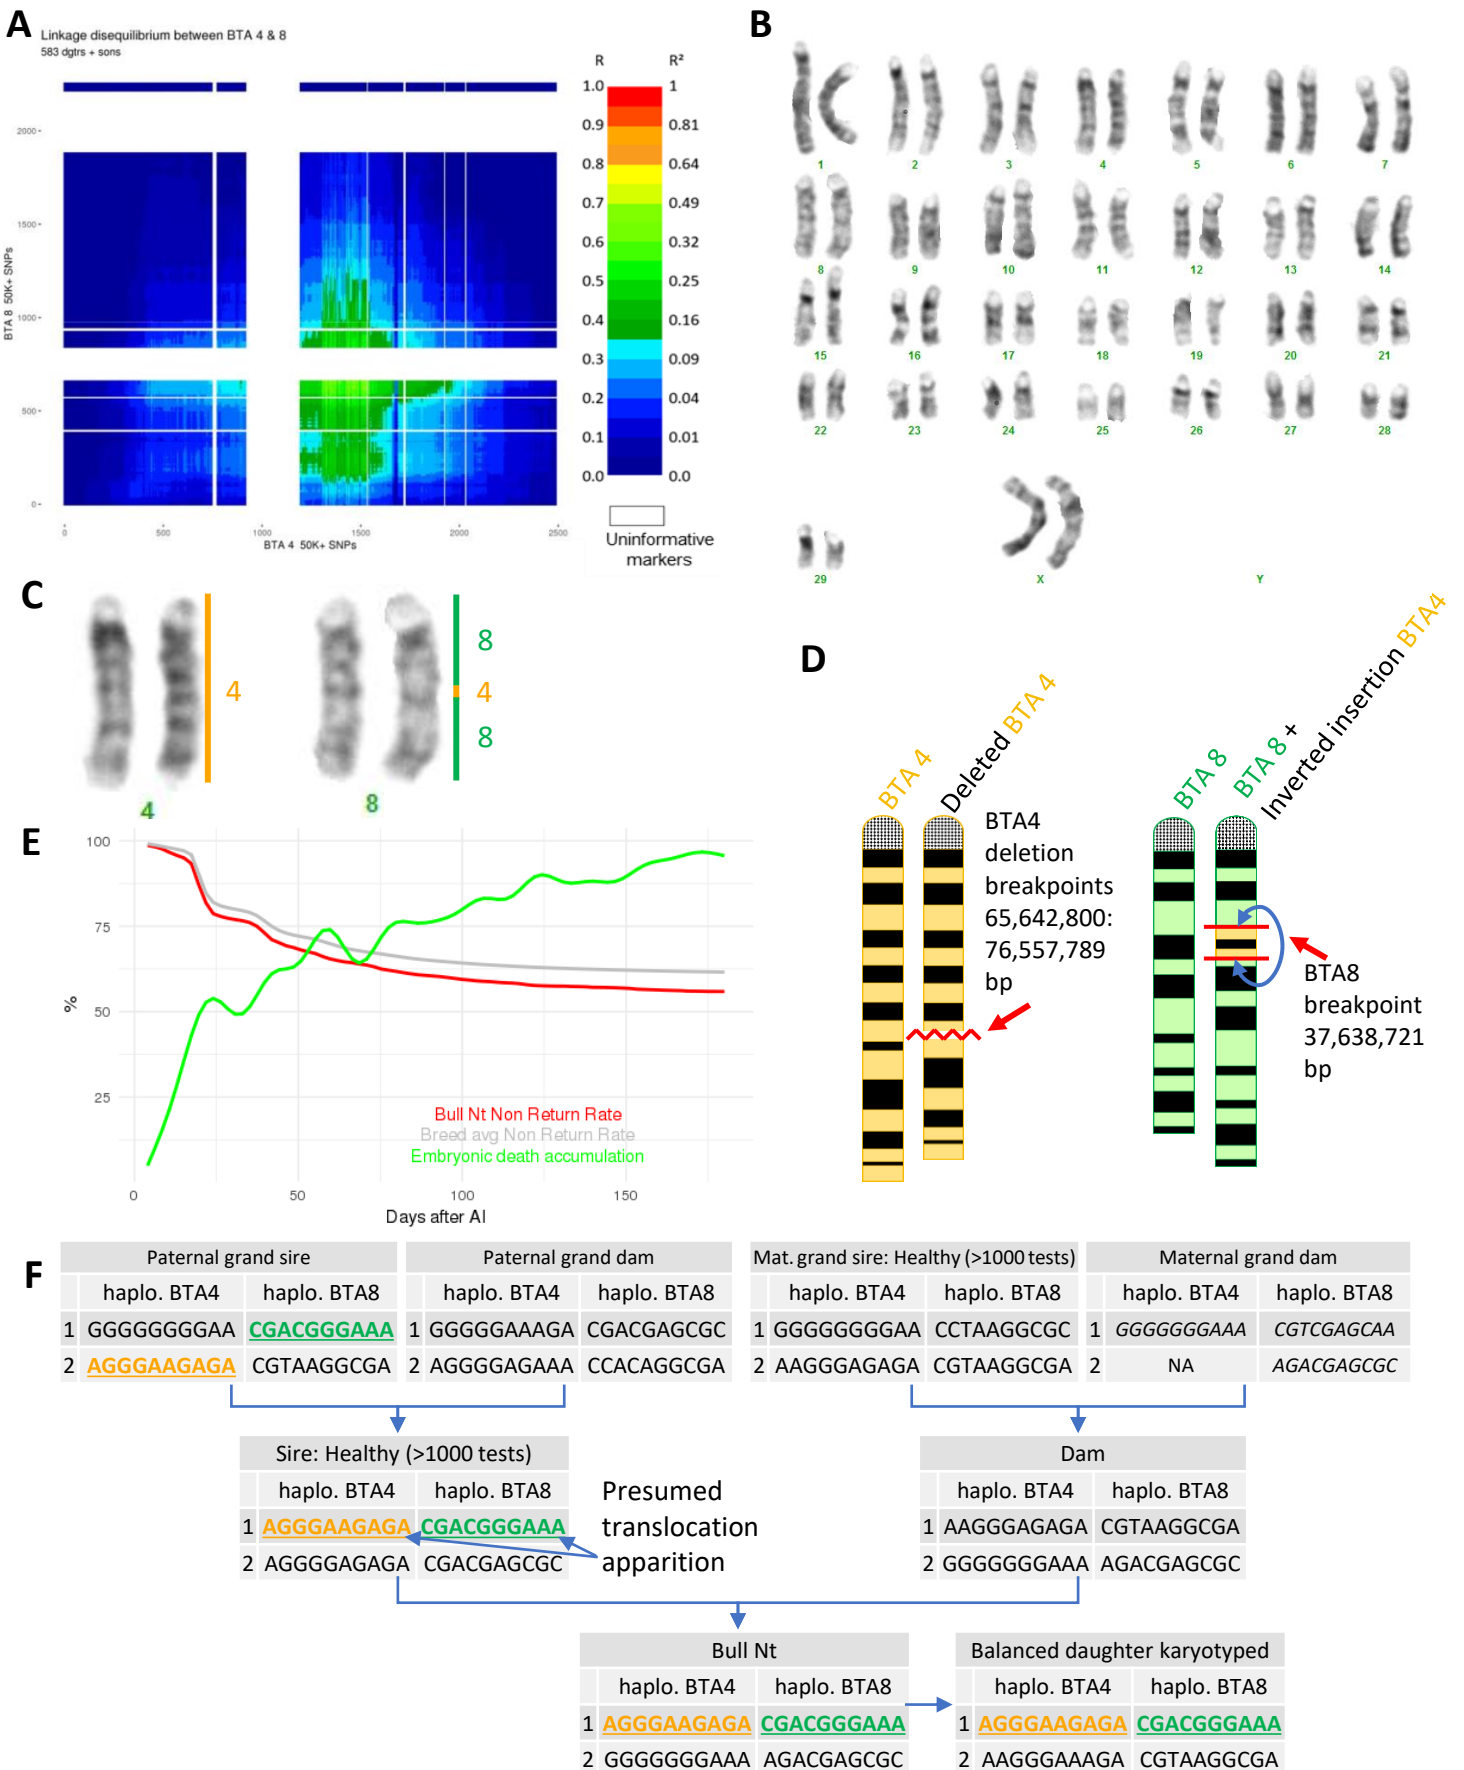 A
Linkage disequilibrium between BTA 4 & 8
583 dgtrs + sons
R R²
1.0 1
0.9 0.81
0.8 0.64
0.7 0.49
0.6 0.32
0.5 0.25
0.4 0.16
0.3 0.09
0.2 0.04
0.1 0.01
0.0 0.0
Uninformative
markers
BTA 8 50K+ SNPs
2000
1500
1000
500
0
0 500 1000 1500 2000 2500
BTA 4 50K+ SNPs
B
1 2 3 4 5 6 7
8 9 10 11 12 13 14
15 16 17 18 19 20 21
22 23 24 25 26 27 28
29 X Y
C
4
8
4
8
4 8
D
BTA 4
Deleted BTA 4
BTA4
deletion
breakpoints
65,642,800:
76,557,789
bp
BTA 8
BTA 8 +
Inverted insertion BTA4
BTA8
breakpoint
37,638,721
bp
E
%
100
75
50
25
0 50 100 150
Days after AI
Bull Nt Non Return Rate
Breed avg Non Return Rate
Embryonic death accumulation
F
Paternal grand sire
haplo. BTA4 haplo. BTA8
1 GGGGGGGGAA CGACGGGAAA
2 AGGGAAGAGA CGTAAGGCGA
Paternal grand dam
haplo. BTA4 haplo. BTA8
1 GGGGGAAAGA CGACGAGCGC
2 AGGGGAGAAA CCACAGGCGA
Mat. grand sire: Healthy (>1000 tests)
haplo. BTA4 haplo. BTA8
1 GGGGGGGGAA CCTAAGGCGC
2 AAGGGAGAGA CGTAAGGCGA
Maternal grand dam
haplo. BTA4 haplo. BTA8
1 GGGGGGGAAA CGTCGAGCAA
2 NA AGACGAGCGC
Sire: Healthy (>1000 tests)
haplo. BTA4 haplo. BTA8
1 AGGGAAGAGA CGACGGGAAA
2 AGGGGAGAGA CGACGAGCGC
Presumed
translocation
apparition
Dam
haplo. BTA4 haplo. BTA8
1 AAGGGAGAGA CGTAAGGCGA
2 GGGGGGGAAA AGACGAGCGC
Bull Nt
haplo. BTA4 haplo. BTA8
1 AGGGAAGAGA CGACGGGAAA
2 GGGGGGGAAA AGACGAGCGC
Balanced daughter karyotyped
haplo. BTA4 haplo. BTA8
1 AGGGAAGAGA CGACGGGAAA
2 AAGGGAAAGA CGTAAGGCGA